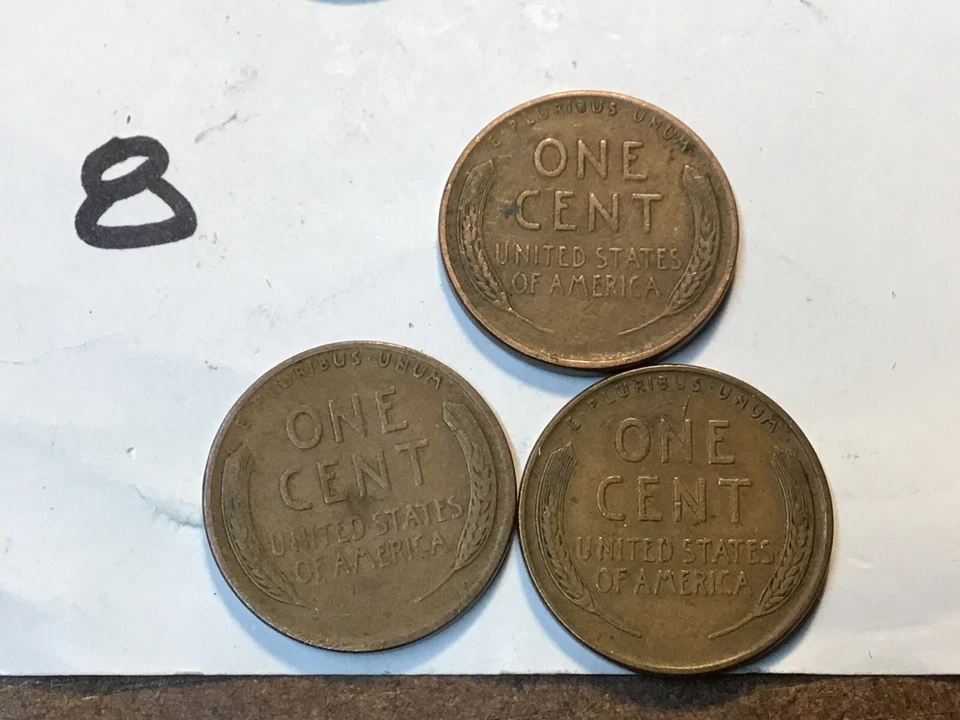 8
E · PLURIBUS · UNUM
ONE
CENT
UNITED STATES
OF AMERICA
E · PLURIBUS · UNUM
ONE
CENT
UNITED STATES
OF AMERICA
E · PLURIBUS · UNUM
ONE
CENT
UNITED STATES
OF AMERICA